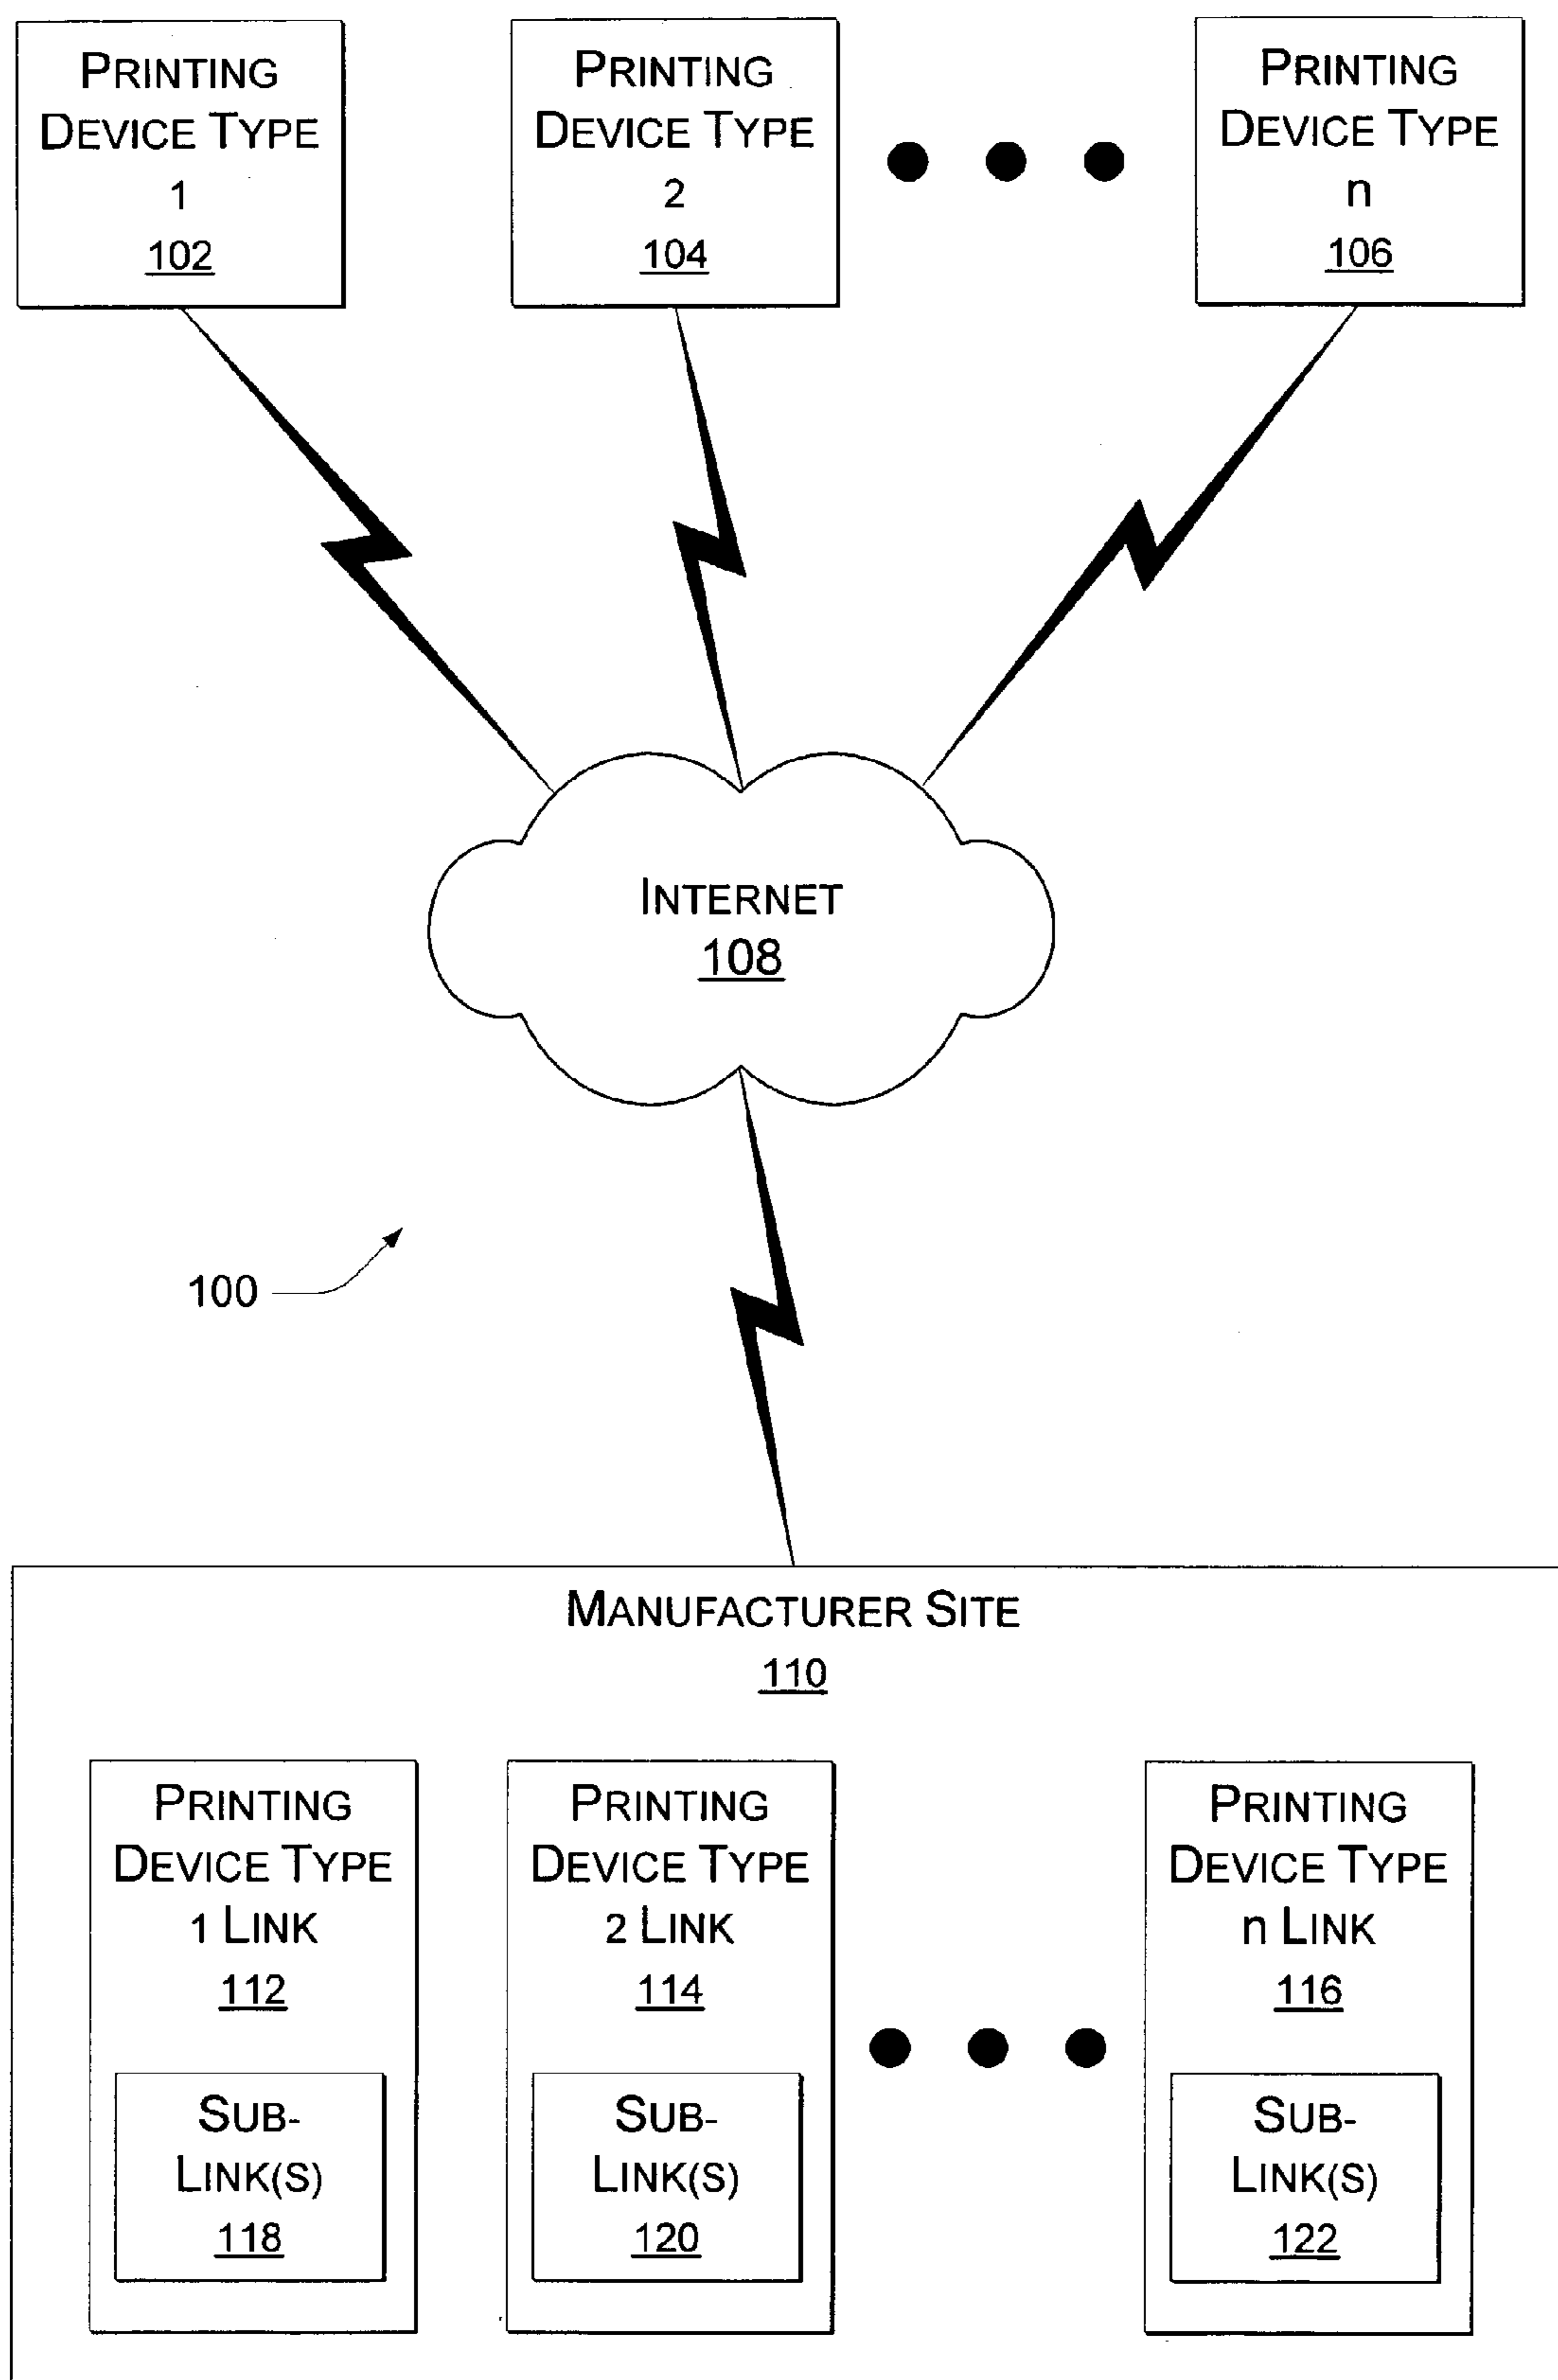 PRINTING
DEVICE TYPE
1
102
PRINTING
DEVICE TYPE
2
104
PRINTING
DEVICE TYPE
n
106
INTERNET
108
100
MANUFACTURER SITE
110
PRINTING
DEVICE TYPE
1 LINK
112
SUB-
LINK(S)
118
PRINTING
DEVICE TYPE
2 LINK
114
SUB-
LINK(S)
120
PRINTING
DEVICE TYPE
n LINK
116
SUB-
LINK(S)
122